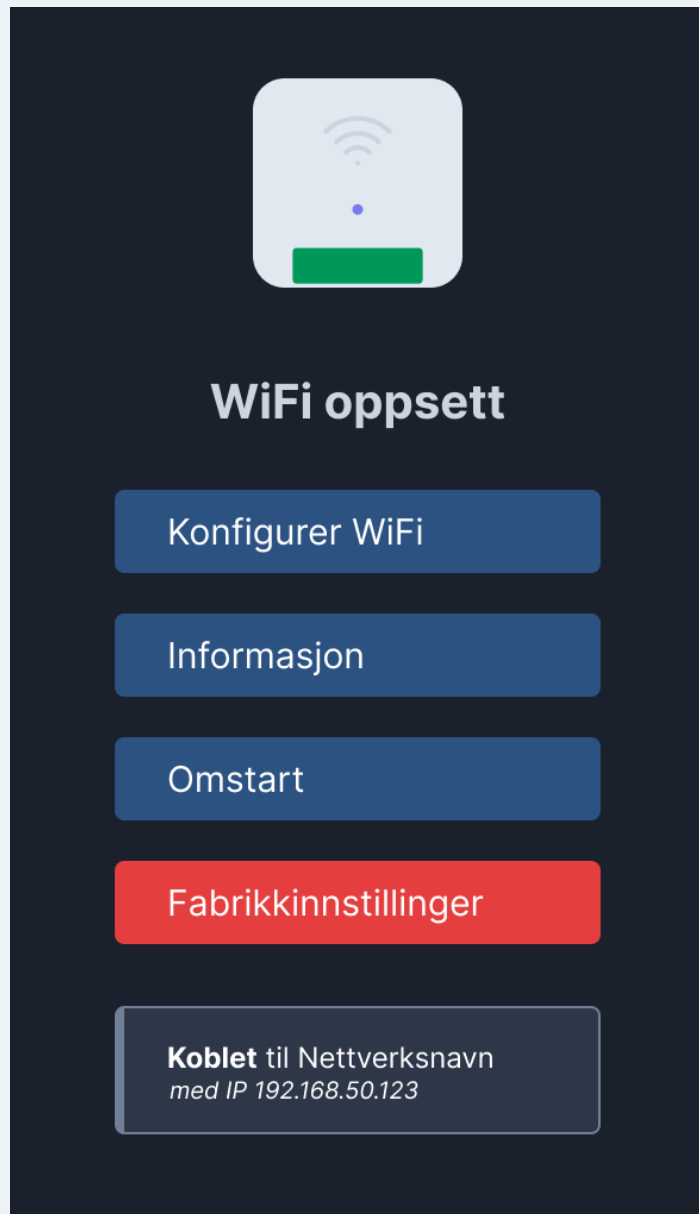 WiFi oppsett
Konfigurer WiFi
Informasjon
Omstart
Fabrikkinnstillinger
Koblet til Nettverksnavn
med IP 192.168.50.123